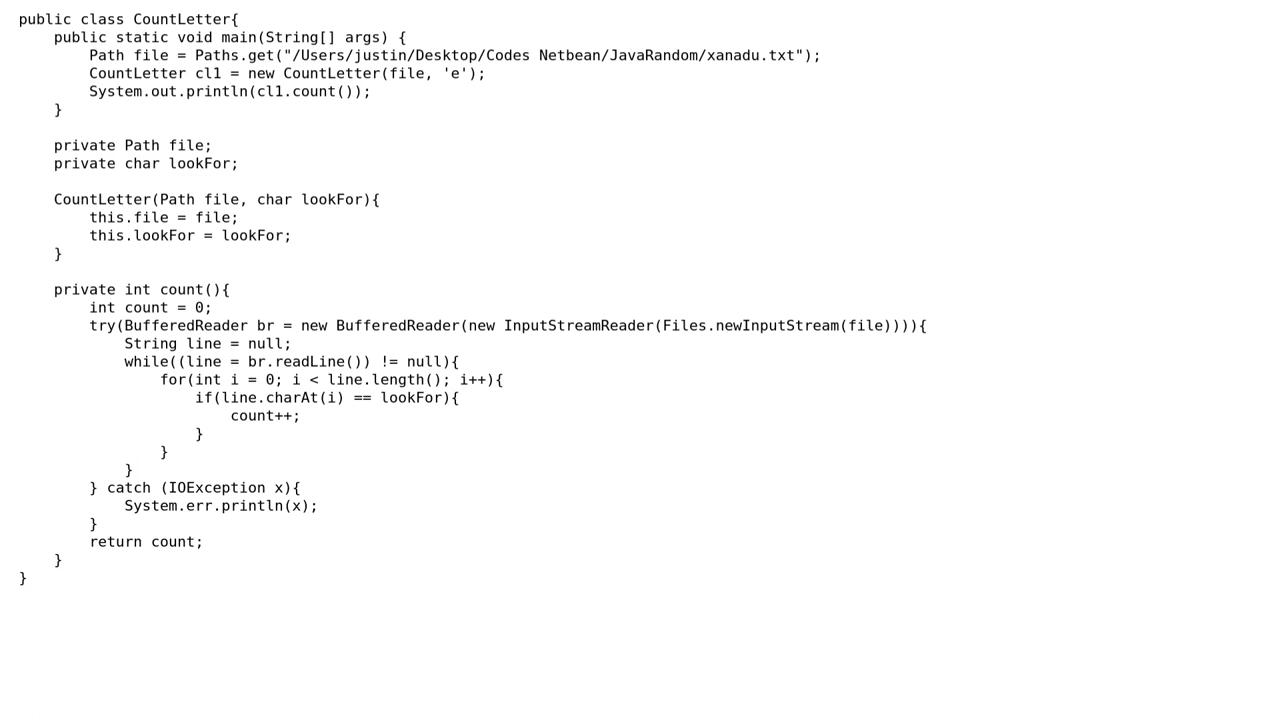 public class CountLetter{
    public static void main(String[] args) {
        Path file = Paths.get("/Users/justin/Desktop/Codes Netbean/JavaRandom/xanadu.txt");
        CountLetter cl1 = new CountLetter(file, 'e');
        System.out.println(cl1.count());
    }

    private Path file;
    private char lookFor;

    CountLetter(Path file, char lookFor){
        this.file = file;
        this.lookFor = lookFor;
    }

    private int count(){
        int count = 0;
        try(BufferedReader br = new BufferedReader(new InputStreamReader(Files.newInputStream(file)))){
            String line = null;
            while((line = br.readLine()) != null){
                for(int i = 0; i < line.length(); i++){
                    if(line.charAt(i) == lookFor){
                        count++;
                    }
                }
            }
        } catch (IOException x){
            System.err.println(x);
        }
        return count;
    }
}